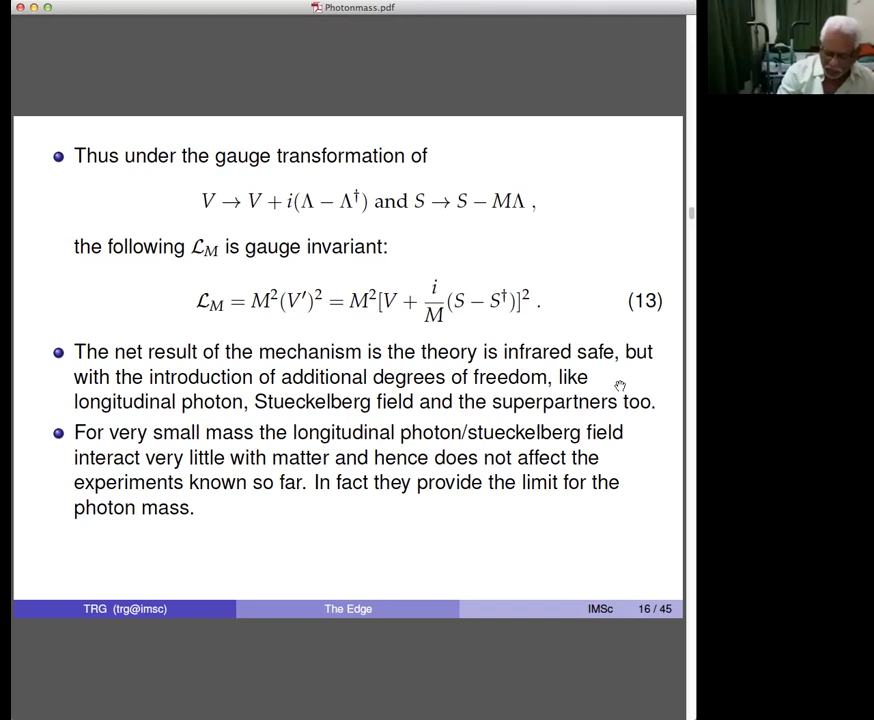 Photonmass.pdf
Thus under the gauge transformation of
V → V + i(Λ − Λ†) and S → S − MΛ ,
the following ℒ_M is gauge invariant:
ℒ_M = M²(V′)² = M²[V + i/M (S − S†)]² . (13)
The net result of the mechanism is the theory is infrared safe, but
with the introduction of additional degrees of freedom, like
longitudinal photon, Stueckelberg field and the superpartners too.
For very small mass the longitudinal photon/stueckelberg field
interact very little with matter and hence does not affect the
experiments known so far. In fact they provide the limit for the
photon mass.
TRG (trg@imsc) The Edge IMSc 16 / 45